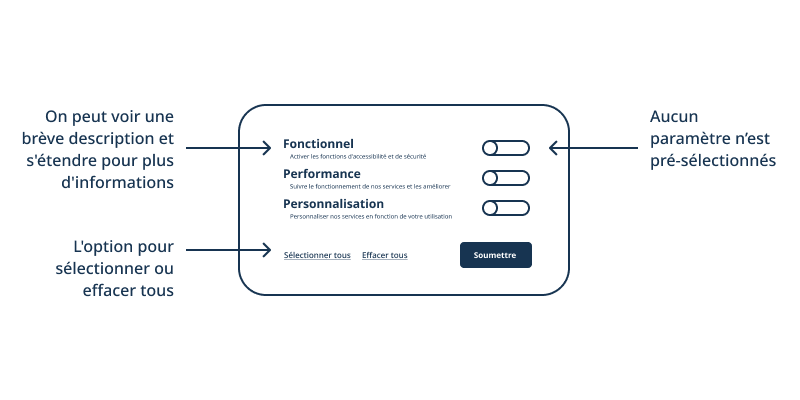 On peut voir une
brève description et
s'étendre pour plus
d'informations
L'option pour
sélectionner ou
effacer tous
Fonctionnel
Activer les fonctions d'accessibilité et de sécurité
Performance
Suivre le fonctionnement de nos services et les améliorer
Personnalisation
Personnaliser nos services en fonction de votre utilisation
Sélectionner tous Effacer tous
Soumettre
Aucun
paramètre n’est
pré-sélectionnés